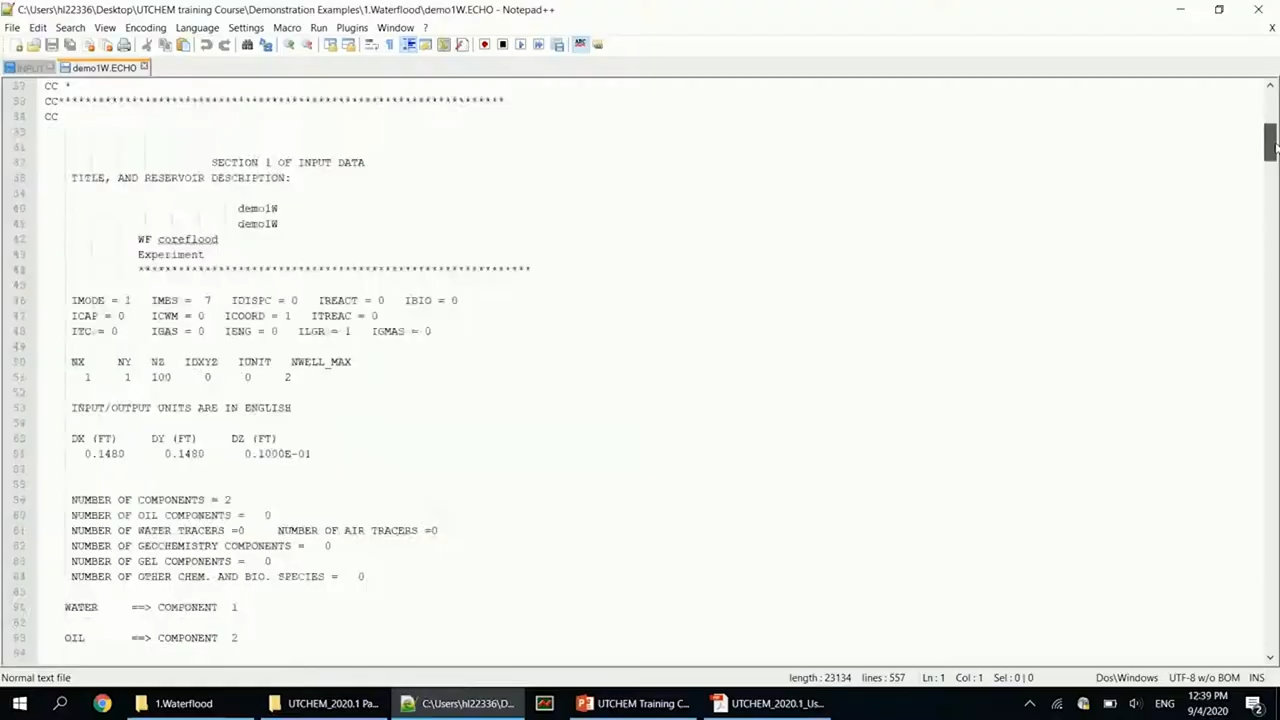 C:\Users\hl22336\Desktop\UTCHEM training Course\Demonstration Examples\1.Waterflood\demo1W.ECHO - Notepad++
File Edit Search View Encoding Language Settings Macro Run Plugins Window ?
INPUT demo1W.ECHO
CC *
CC*******************************************************************
CC
SECTION 1 OF INPUT DATA
TITLE, AND RESERVOIR DESCRIPTION:
demo1W
demo1W
WF coreflood
Experiment
***********************************************************
IMODE = 1 IMES = 7 IDISPC = 0 IREACT = 0 IBIO = 0
ICAP = 0 ICWM = 0 ICOORD = 1 ITREAC = 0
ITC = 0 IGAS = 0 IENG = 0 ILGR = 1 IGMAS = 0
NX NY NZ IDXYZ IUNIT NWELL_MAX
1 1 100 0 0 2
INPUT/OUTPUT UNITS ARE IN ENGLISH
DX (FT) DY (FT) DZ (FT)
0.1480 0.1480 0.1000E-01
NUMBER OF COMPONENTS = 2
NUMBER OF OIL COMPONENTS = 0
NUMBER OF WATER TRACERS =0 NUMBER OF AIR TRACERS =0
NUMBER OF GEOCHEMISTRY COMPONENTS = 0
NUMBER OF GEL COMPONENTS = 0
NUMBER OF OTHER CHEM. AND BIO. SPECIES = 0
WATER ==> COMPONENT 1
OIL ==> COMPONENT 2
Normal text file length : 23134 lines : 557 Ln : 1 Col : 1 Sel : 0 | 0 Dos\Windows UTF-8 w/o BOM INS
1.Waterflood UTCHEM_2020.1 Pa... C:\Users\hl22336\D... UTCHEM Training C... UTCHEM_2020.1_Us... ENG 12:39 PM
9/4/2020
2